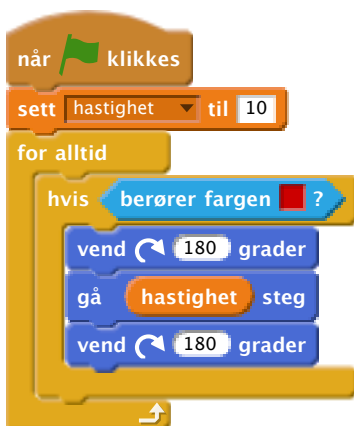 når klikkes
sett hastighet til 10
for alltid
hvis berører fargen ?
vend 180 grader
gå hastighet steg
vend 180 grader